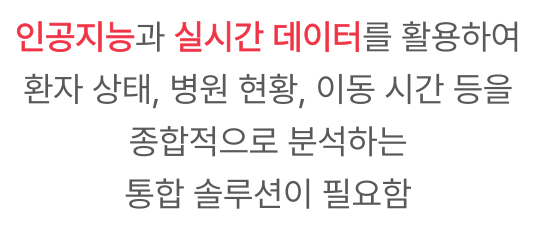 인공지능과 실시간 데이터를 활용하여
환자 상태, 병원 현황, 이동 시간 등을
종합적으로 분석하는
통합 솔루션이 필요함